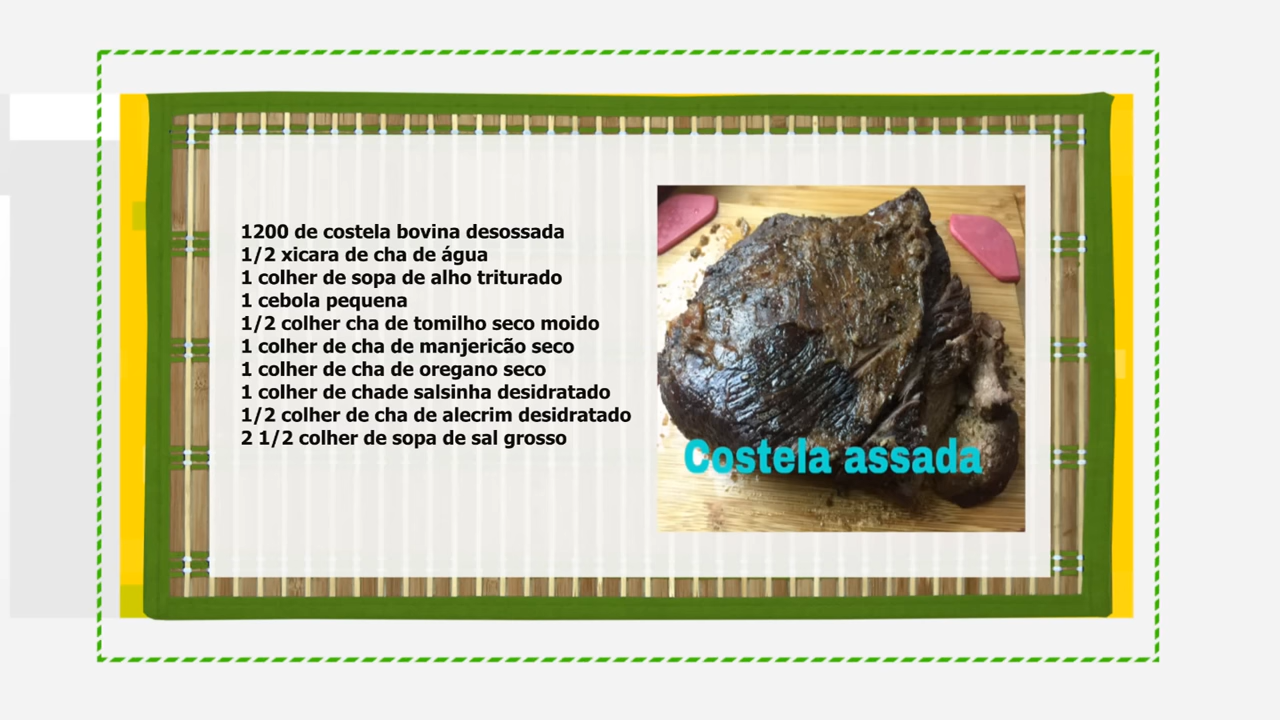 1200 de costela bovina desossada
1/2 xicara de cha de água
1 colher de sopa de alho triturado
1 cebola pequena
1/2 colher cha de tomilho seco moido
1 colher de cha de manjericão seco
1 colher de cha de oregano seco
1 colher de chade salsinha desidratado
1/2 colher de cha de alecrim desidratado
2 1/2 colher de sopa de sal grosso
Costela assada